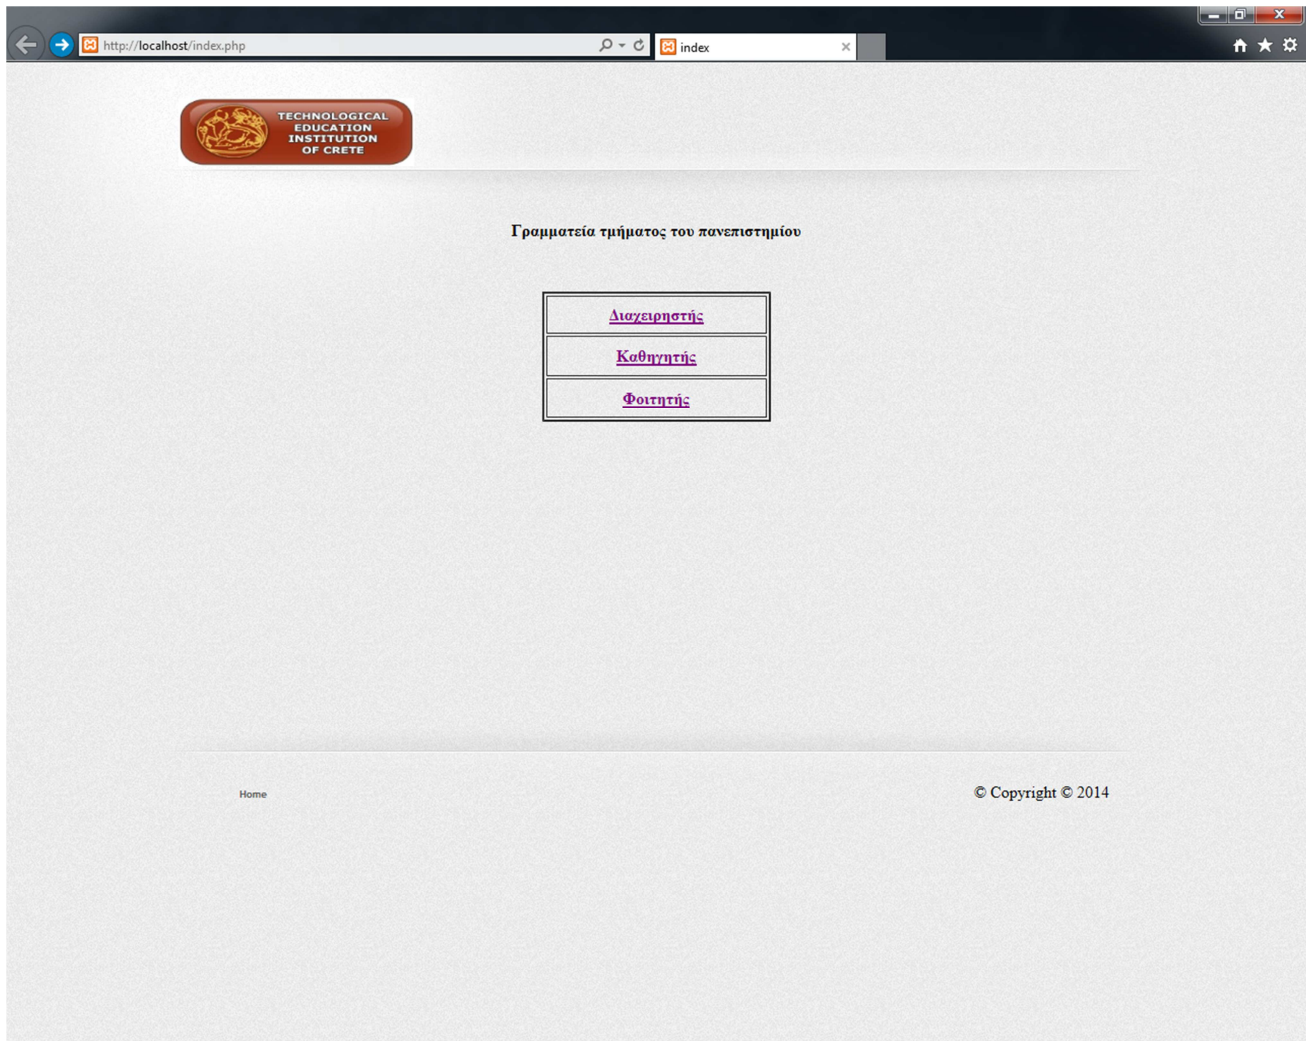 http://localhost/index.php
index
TECHNOLOGICAL
EDUCATION
INSTITUTION
OF CRETE
Γραμματεία τμήματος του πανεπιστημίου
Διαχειρηστής
Καθηγητής
Φοιτητής
Home
© Copyright © 2014